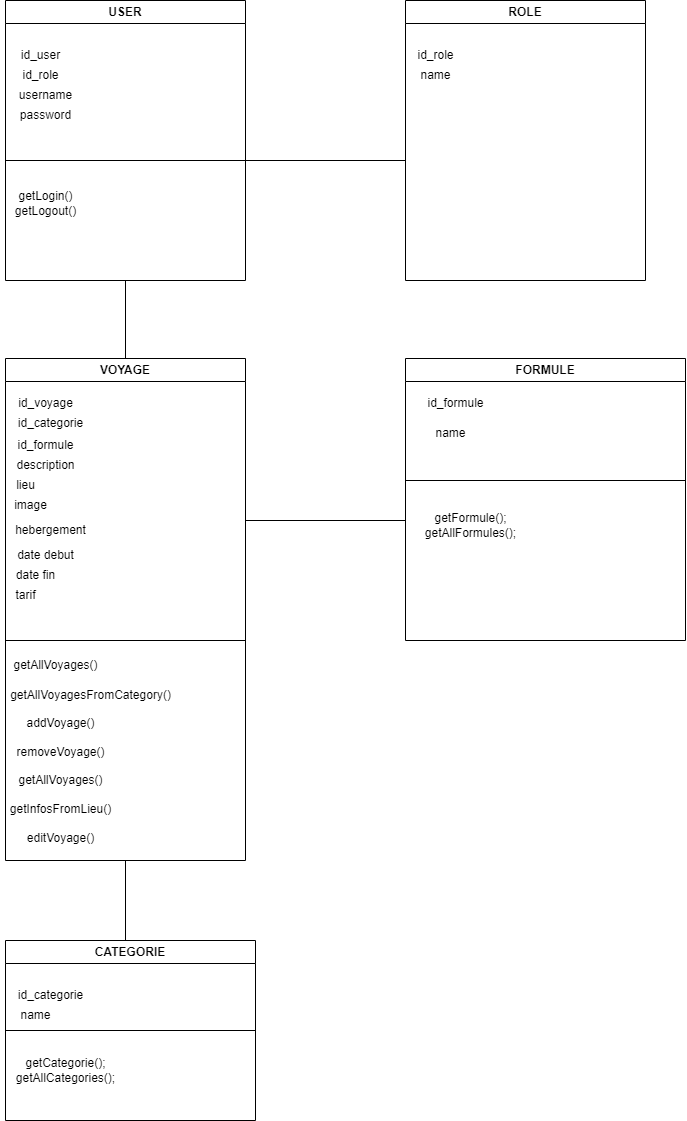 USER
id_user
id_role
username
password
getLogin()
getLogout()
ROLE
id_role
name
VOYAGE
id_voyage
id_categorie
id_formule
description
lieu
image
hebergement
date debut
date fin
tarif
getAllVoyages()
getAllVoyagesFromCategory()
addVoyage()
removeVoyage()
getAllVoyages()
getInfosFromLieu()
editVoyage()
FORMULE
id_formule
name
getFormule();
getAllFormules();
CATEGORIE
id_categorie
name
getCategorie();
getAllCategories();